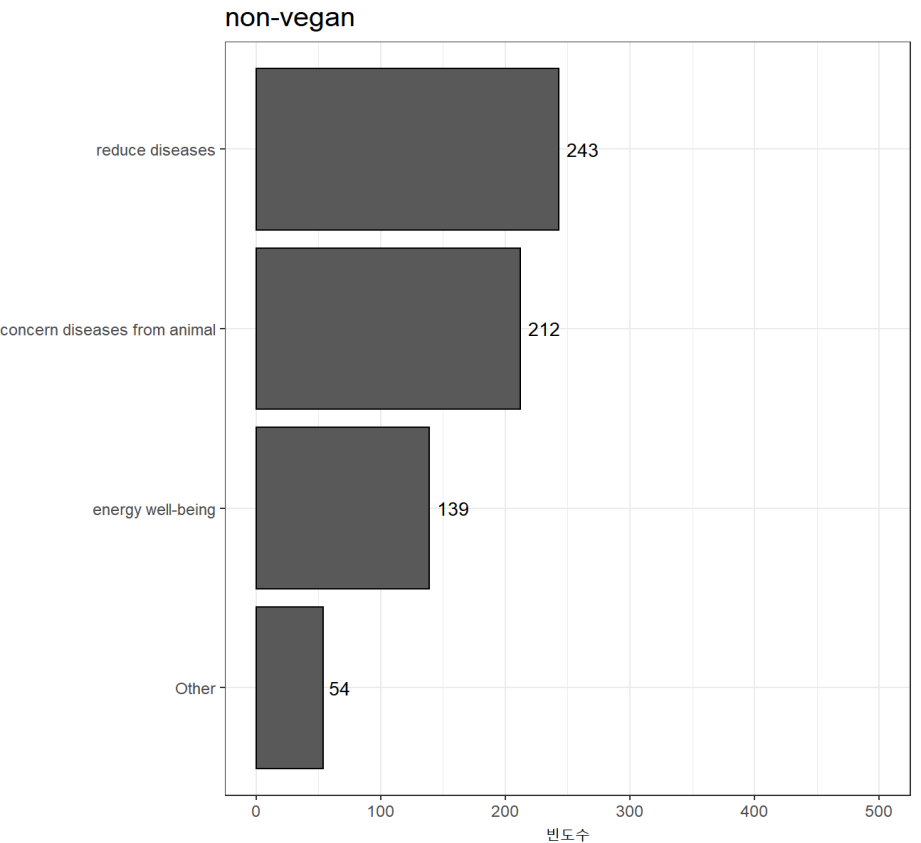 non-vegan
reduce diseases
243
concern diseases from animal
212
energy well-being
139
Other
54
0 100 200 300 400 500
빈도수